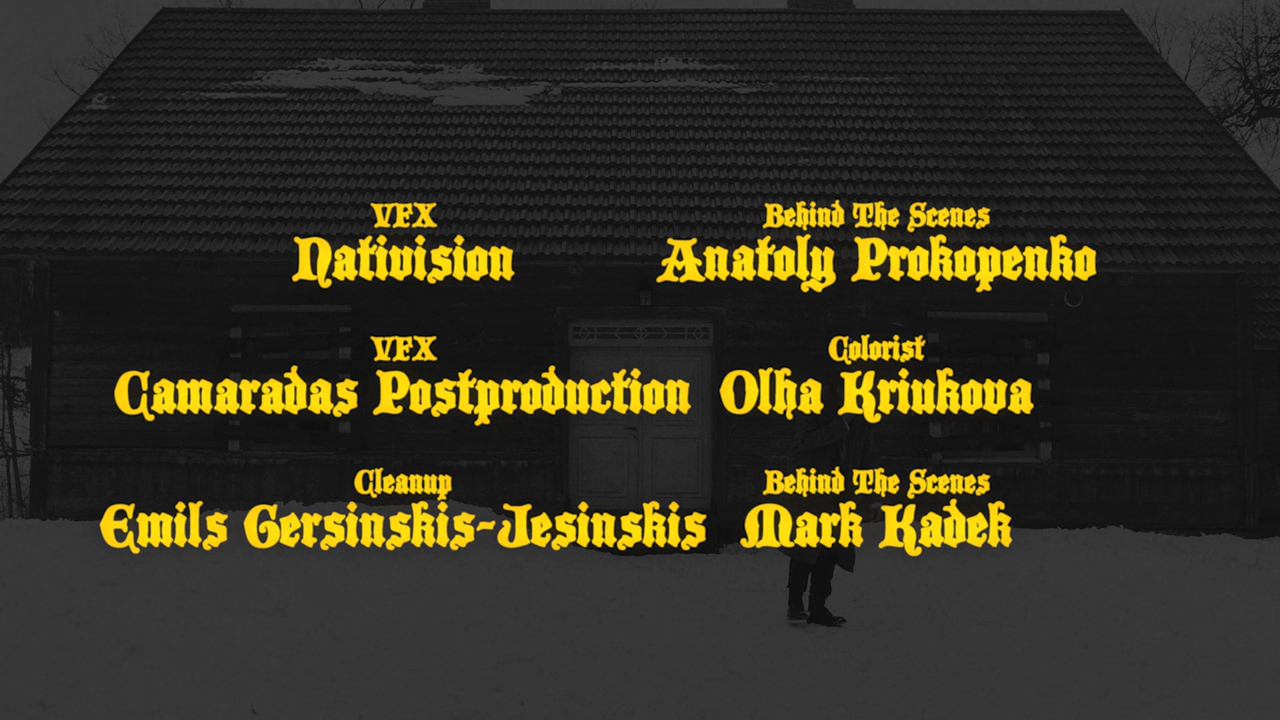 VFX
Nativision
Behind The Scenes
Anatoly Prokopenko
VFX
Camaradas Postproduction
Colorist
Olha Kriukova
Cleanup
Emils Gersinskis-Jesinskis
Behind The Scenes
Mark Kadek